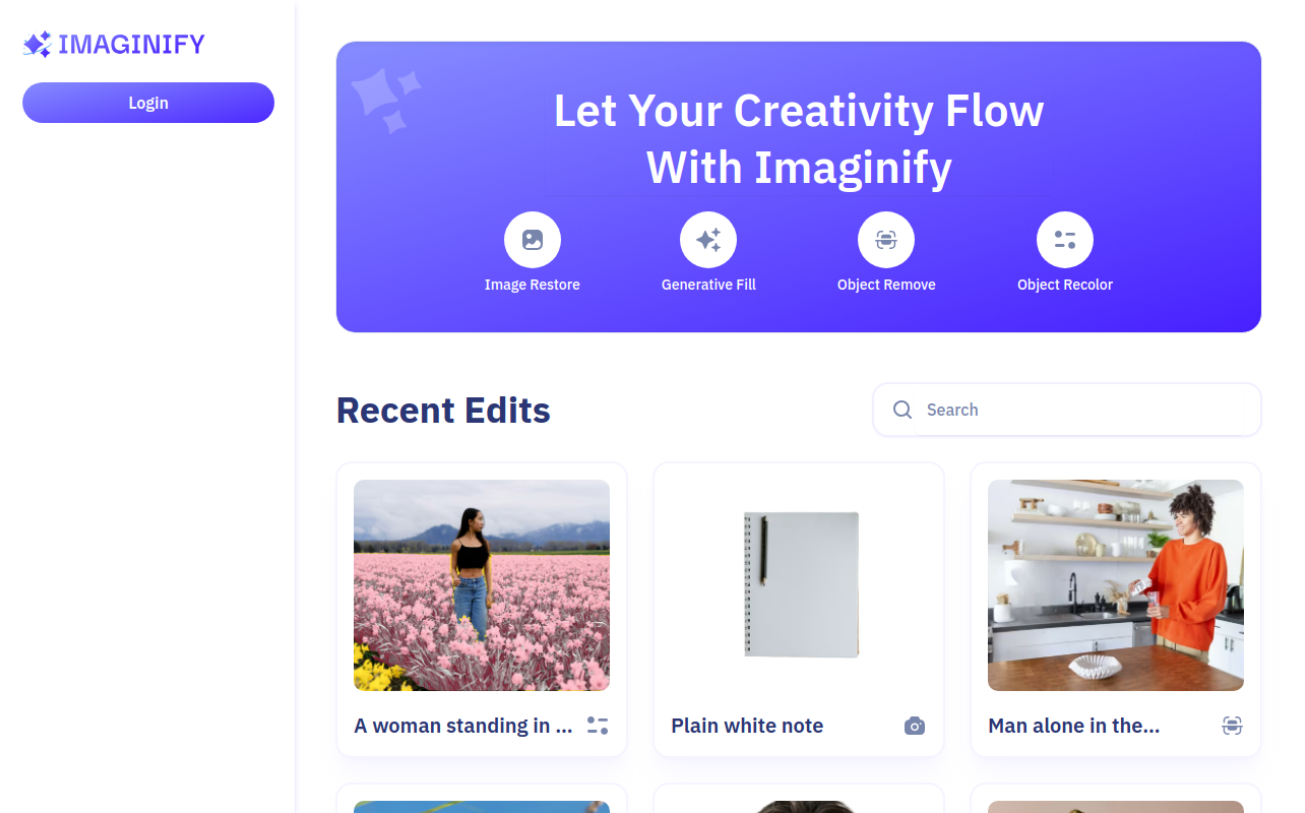 IMAGINIFY
Login
Let Your Creativity Flow
With Imaginify
Image Restore
Generative Fill
Object Remove
Object Recolor
Recent Edits
Search
A woman standing in ...
Plain white note
Man alone in the...